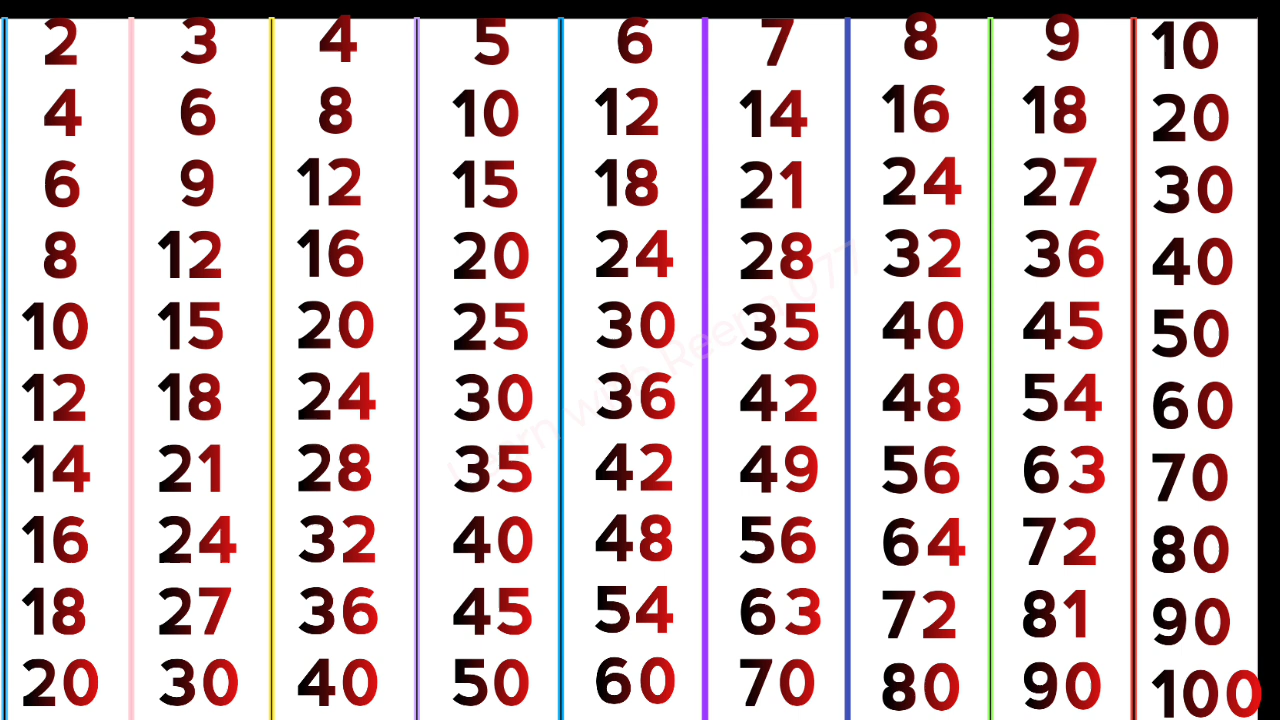 2 3 4 5 6 7 8 9 10
4 6 8 10 12 14 16 18 20
6 9 12 15 18 21 24 27 30
8 12 16 20 24 28 32 36 40
10 15 20 25 30 35 40 45 50
12 18 24 30 36 42 48 54 60
14 21 28 35 42 49 56 63 70
16 24 32 40 48 56 64 72 80
18 27 36 45 54 63 72 81 90
20 30 40 50 60 70 80 90 100